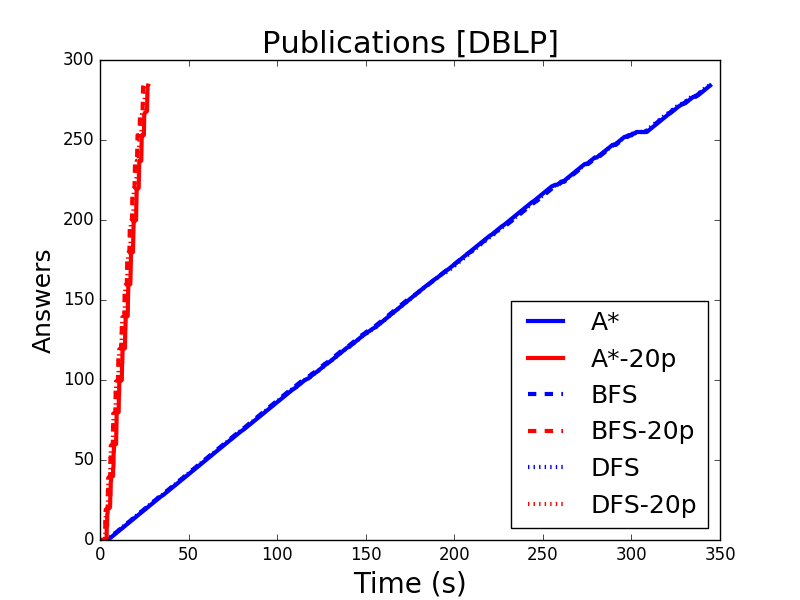 Publications [DBLP]
300
250
200
150
100
50
0
Answers
0 50 100 150 200 250 300 350
Time (s)
A*
A*-20p
BFS
BFS-20p
DFS
DFS-20p